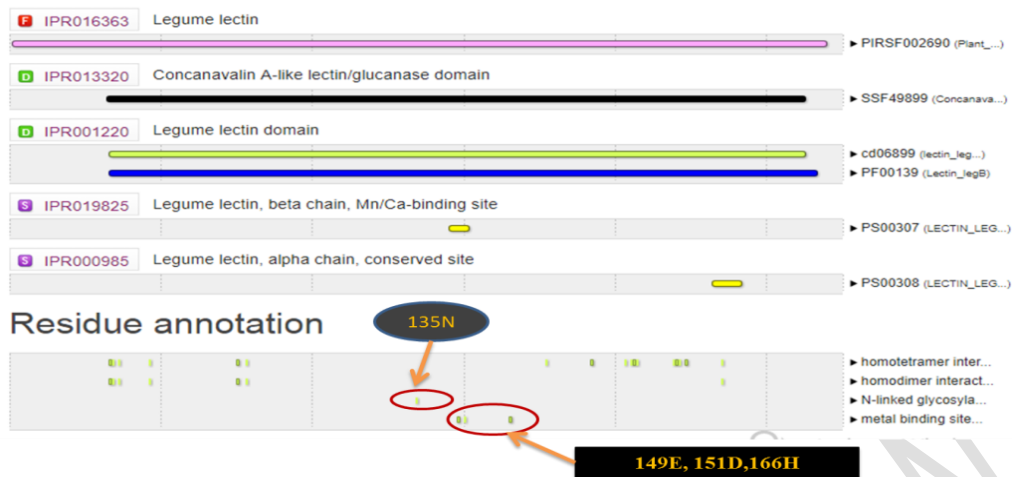 F IPR016363 Legume lectin
PIRSF002690 (Plant_...)
D IPR013320 Concanavalin A-like lectin/glucanase domain
SSF49899 (Concanava...)
D IPR001220 Legume lectin domain
cd06899 (lectin_leg...)
PF00139 (Lectin_legB)
S IPR019825 Legume lectin, beta chain, Mn/Ca-binding site
PS00307 (LECTIN_LEG...)
S IPR000985 Legume lectin, alpha chain, conserved site
PS00308 (LECTIN_LEG...)
Residue annotation
135N
homotetramer inter...
homodimer interact...
N-linked glycosyla...
metal binding site...
149E, 151D,166H